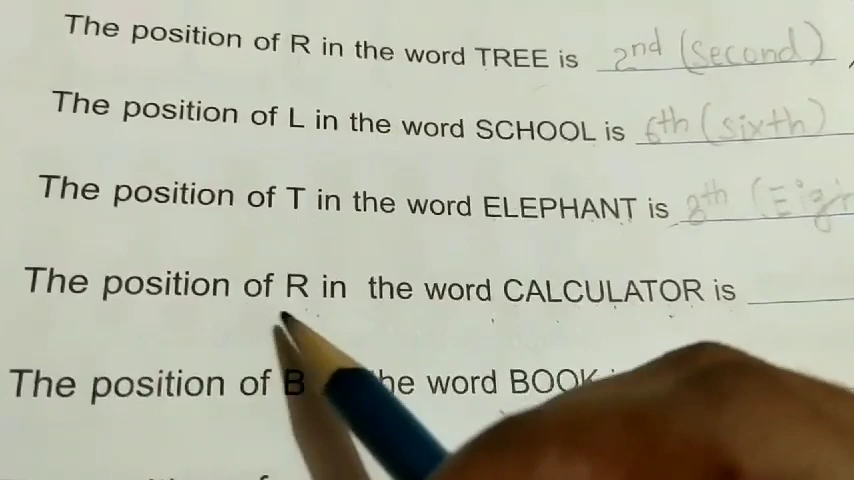 The position of R in the word TREE is 2nd (Second)
The position of L in the word SCHOOL is 6th (sixth)
The position of T in the word ELEPHANT is 8th
The position of R in the word CALCULATOR is
The position of B the word BOOK